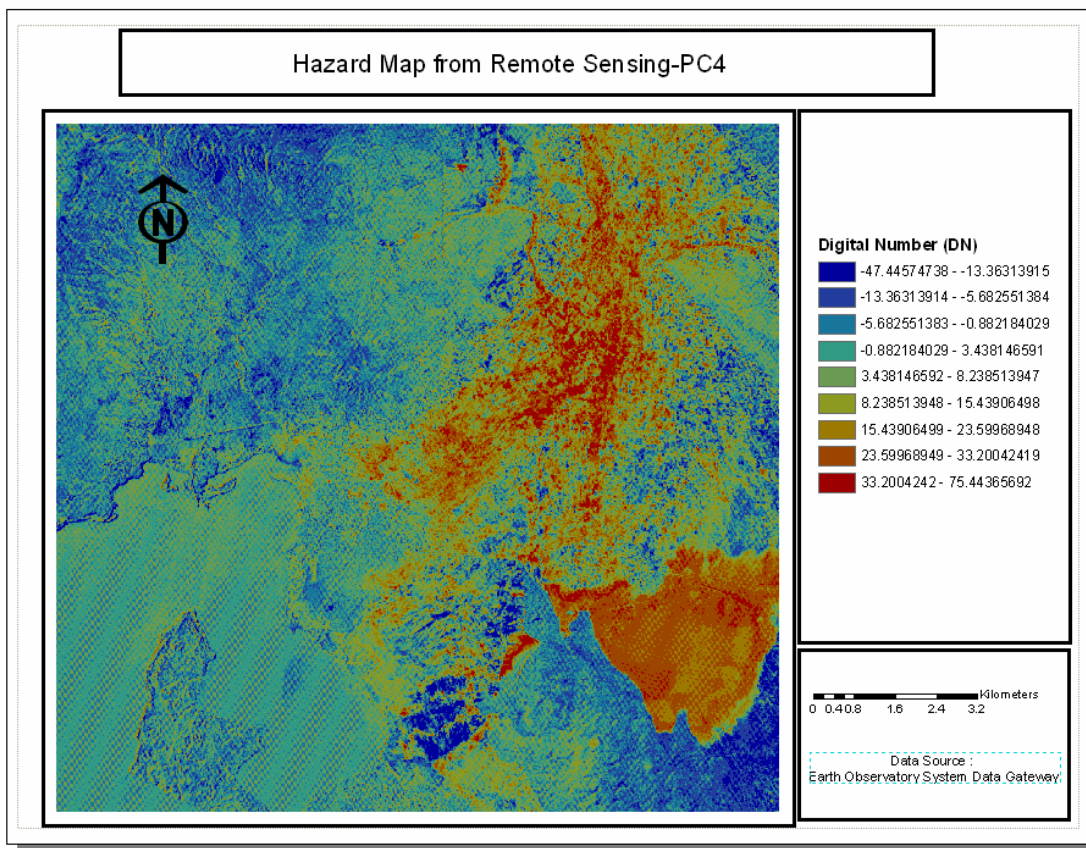 Hazard Map from Remote Sensing-PC4
N
Digital Number (DN)
-47.44574738 - -13.36313915
-13.36313914 - -5.682551384
-5.682551383 - -0.882184029
-0.882184029 - 3.438146591
3.438146592 - 8.238513947
8.238513948 - 15.43906498
15.43906499 - 23.59968948
23.59968949 - 33.20042419
33.2004242 - 75.44365692
Kilometers
0 0.40.8 1.6 2.4 3.2
Data Source :
Earth Observatory System Data Gateway